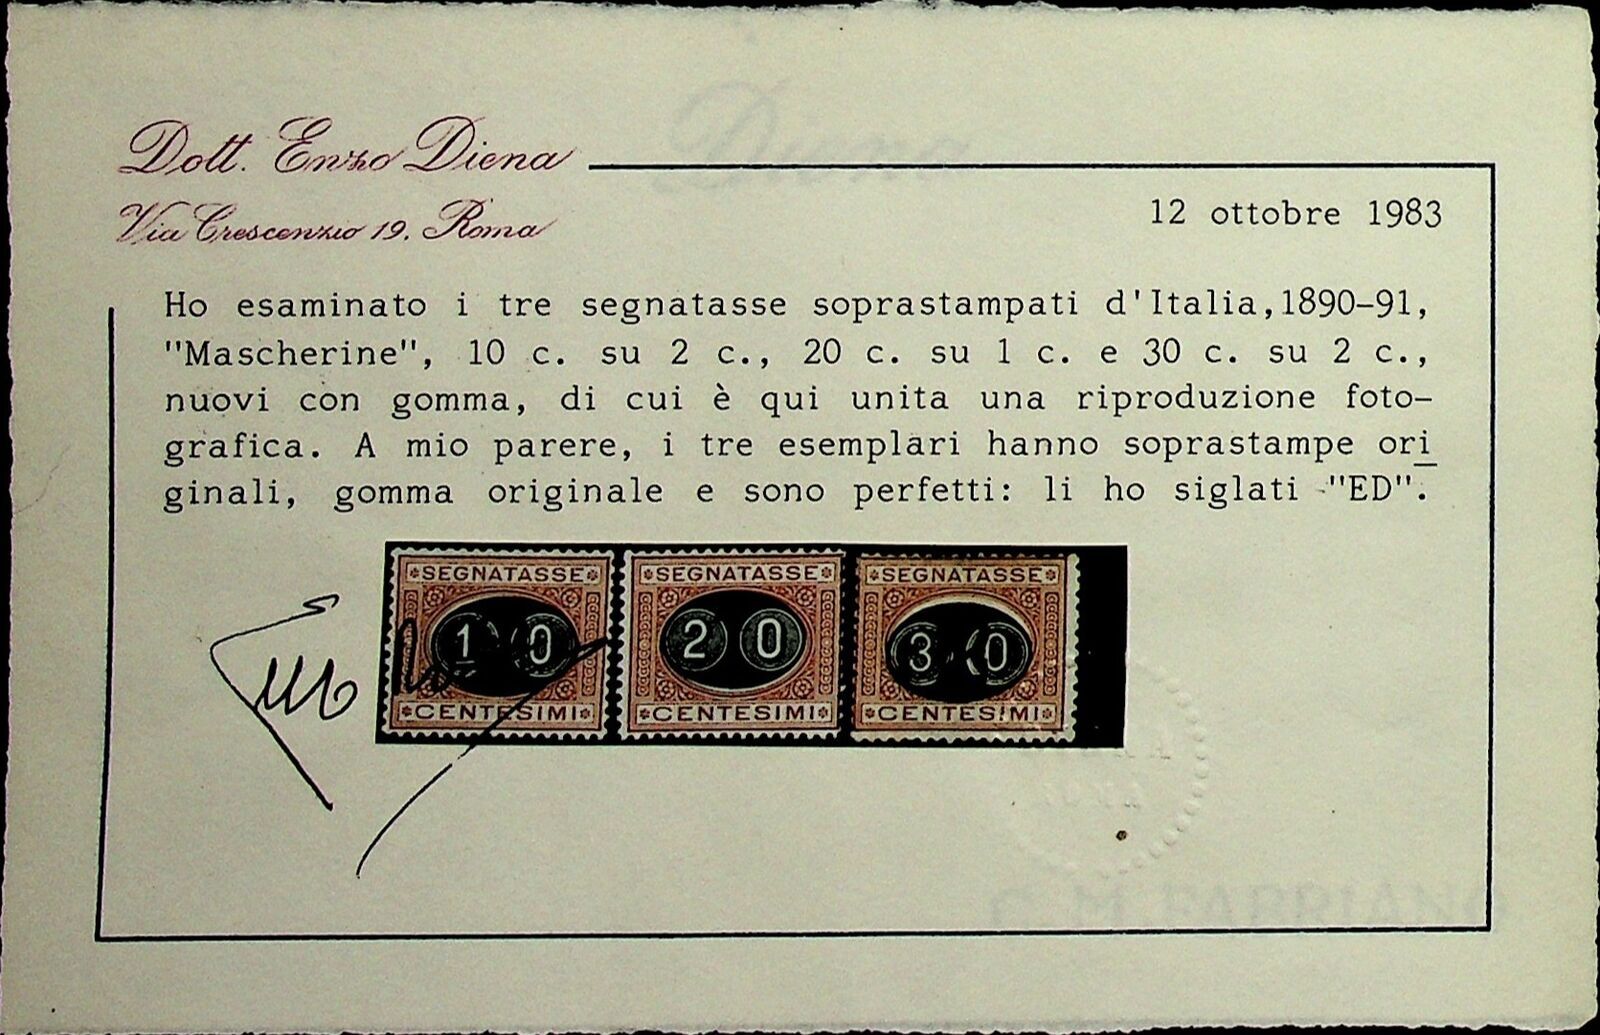 Diena
Dott. Enzo Diena
Via Crescenzio 19. Roma
12 ottobre 1983
Ho esaminato i tre segnatasse soprastampati d'Italia,1890-91,
"Mascherine", 10 c. su 2 c., 20 c. su 1 c. e 30 c. su 2 c.,
nuovi con gomma, di cui è qui unita una riproduzione foto-
grafica. A mio parere, i tre esemplari hanno soprastampe ori
ginali, gomma originale e sono perfetti: li ho siglati "ED".
SEGNATASSE SEGNATASSE SEGNATASSE
10 20 30
CENTESIMI CENTESIMI CENTESIMI
C. M. FABRIANO